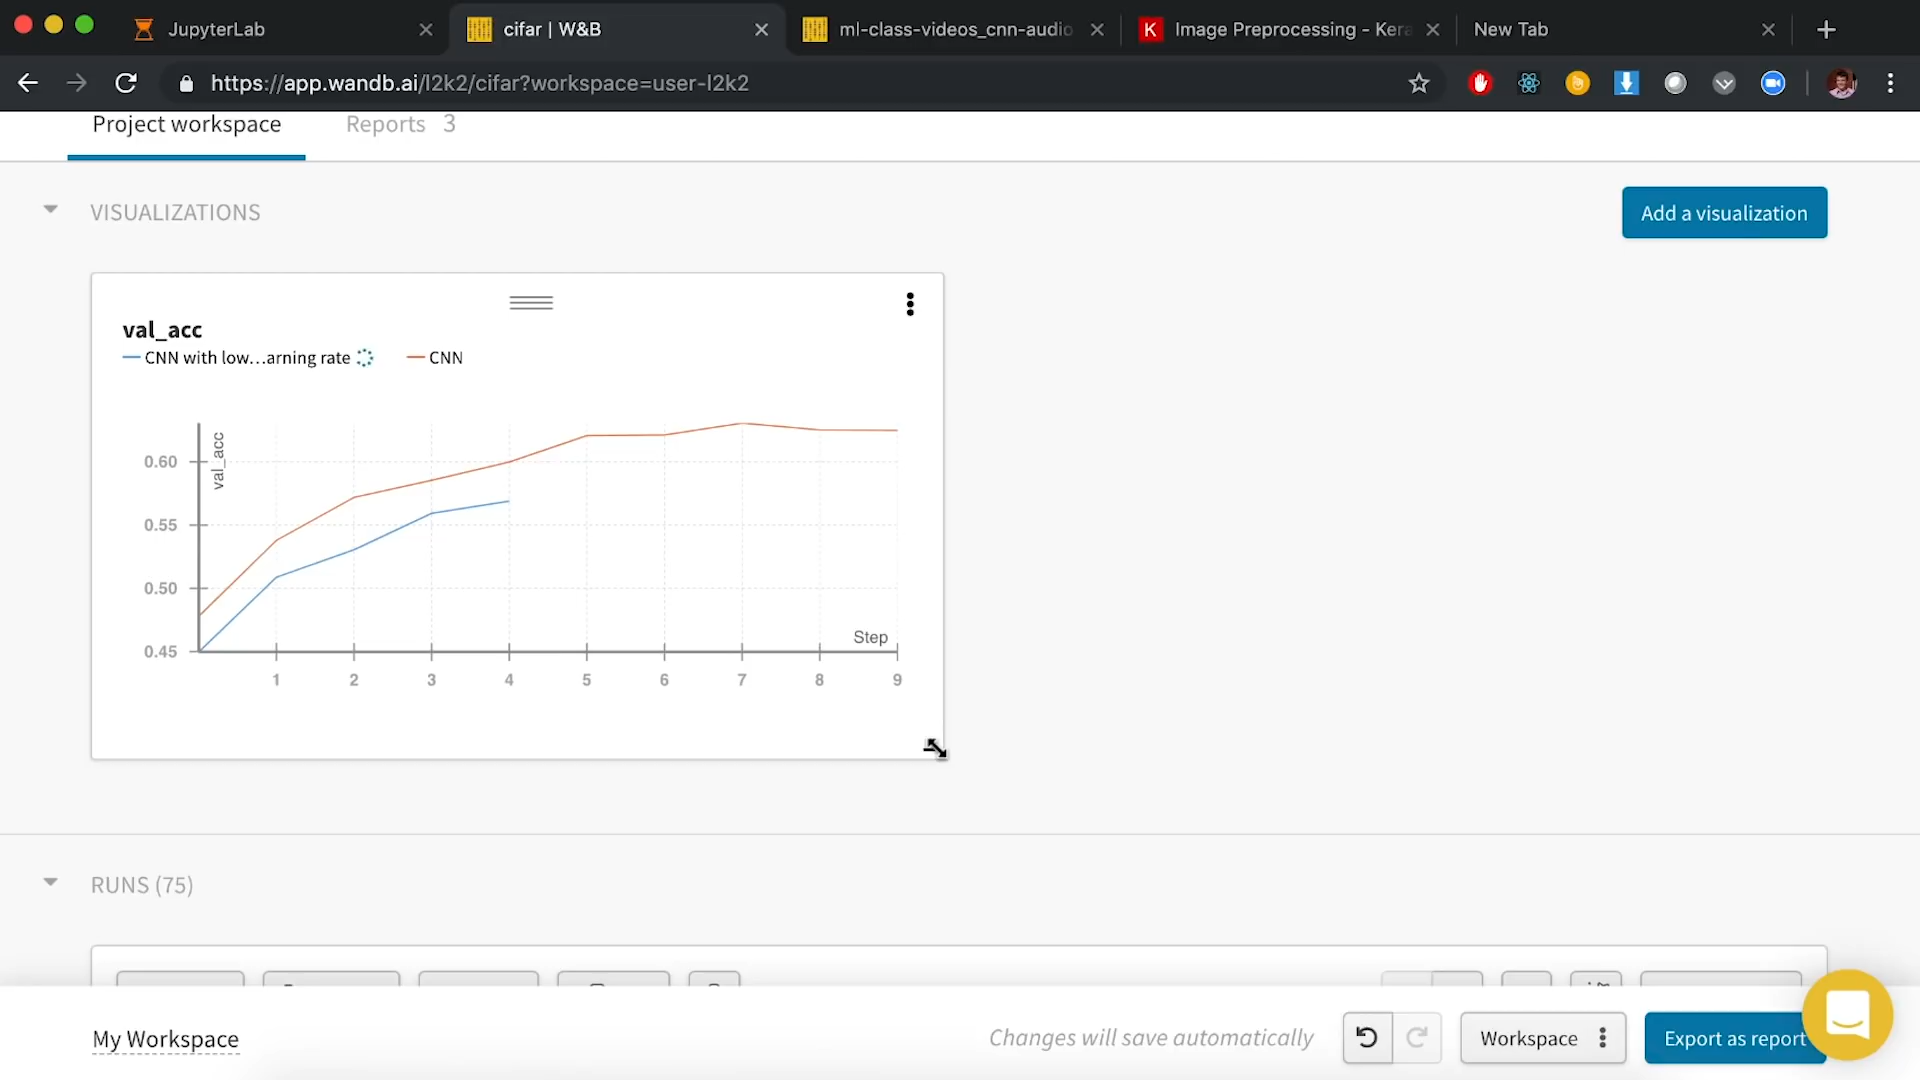 JupyterLab
cifar | W&B
ml-class-videos_cnn-audio
Image Preprocessing - Kera
New Tab
https://app.wandb.ai/l2k2/cifar?workspace=user-l2k2
Project workspace
Reports 3
VISUALIZATIONS
Add a visualization
val_acc
CNN with low...arning rate
CNN
val_acc
0.60
0.55
0.50
0.45
Step
1 2 3 4 5 6 7 8 9
RUNS (75)
My Workspace
Changes will save automatically
Workspace
Export as report